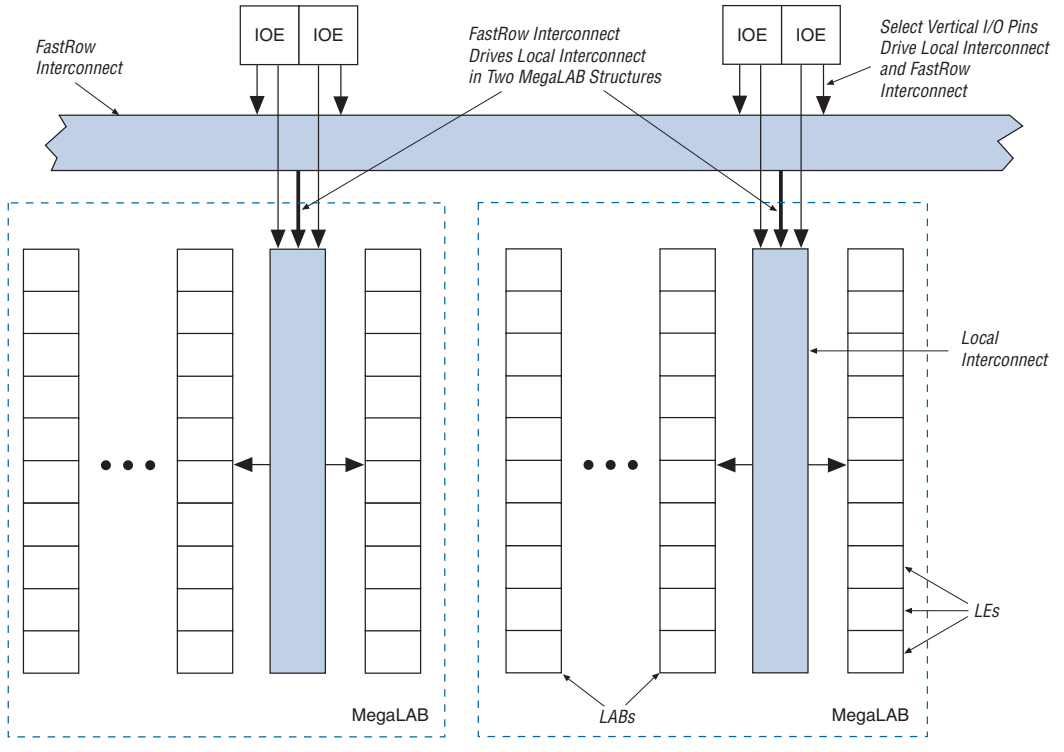 FastRow
Interconnect
IOE IOE
FastRow Interconnect
Drives Local Interconnect
in Two MegaLAB Structures
IOE IOE
Select Vertical I/O Pins
Drive Local Interconnect
and FastRow
Interconnect
Local
Interconnect
LEs
LABs
MegaLAB
MegaLAB